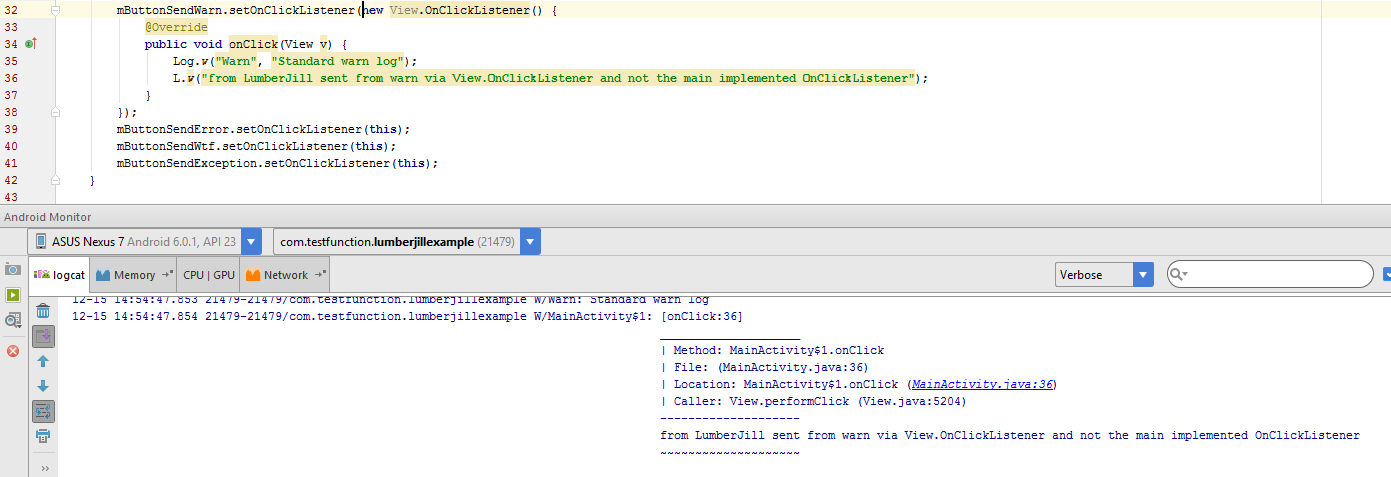 32 mButtonSendWarn.setOnClickListener(new View.OnClickListener() {
33 @Override
34 public void onClick(View v) {
35 Log.w("Warn", "Standard warn log");
36 L.w("from LumberJill sent from warn via View.OnClickListener and not the main implemented OnClickListener");
37 }
38 });
39 mButtonSendError.setOnClickListener(this);
40 mButtonSendWtf.setOnClickListener(this);
41 mButtonSendException.setOnClickListener(this);
42 }
43
Android Monitor
ASUS Nexus 7 Android 6.0.1, API 23 com.testfunction.lumberjillexample (21479)
logcat Memory CPU | GPU Network Verbose
12-15 14:54:47.853 21479-21479/com.testfunction.lumberjillexample W/Warn: Standard warn log
12-15 14:54:47.854 21479-21479/com.testfunction.lumberjillexample W/MainActivity$1: [onClick:36]
____________________
| Method: MainActivity$1.onClick
| File: (MainActivity.java:36)
| Location: MainActivity$1.onClick (MainActivity.java:36)
| Caller: View.performClick (View.java:5204)
--------------------
from LumberJill sent from warn via View.OnClickListener and not the main implemented OnClickListener
~~~~~~~~~~~~~~~~~~~~